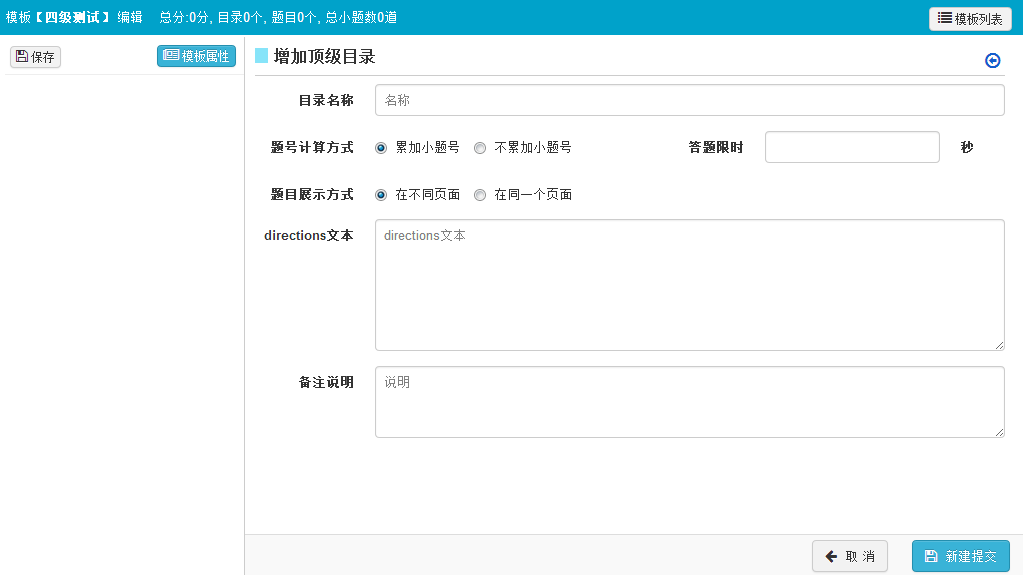 模板【四级测试】编辑 总分:0分, 目录0个, 题目0个, 总小题数0道 模板列表
保存 模板属性
增加顶级目录
目录名称 名称
题号计算方式 累加小题号 不累加小题号 答题限时 秒
题目展示方式 在不同页面 在同一个页面
directions文本 directions文本
备注说明 说明
取 消 新建提交